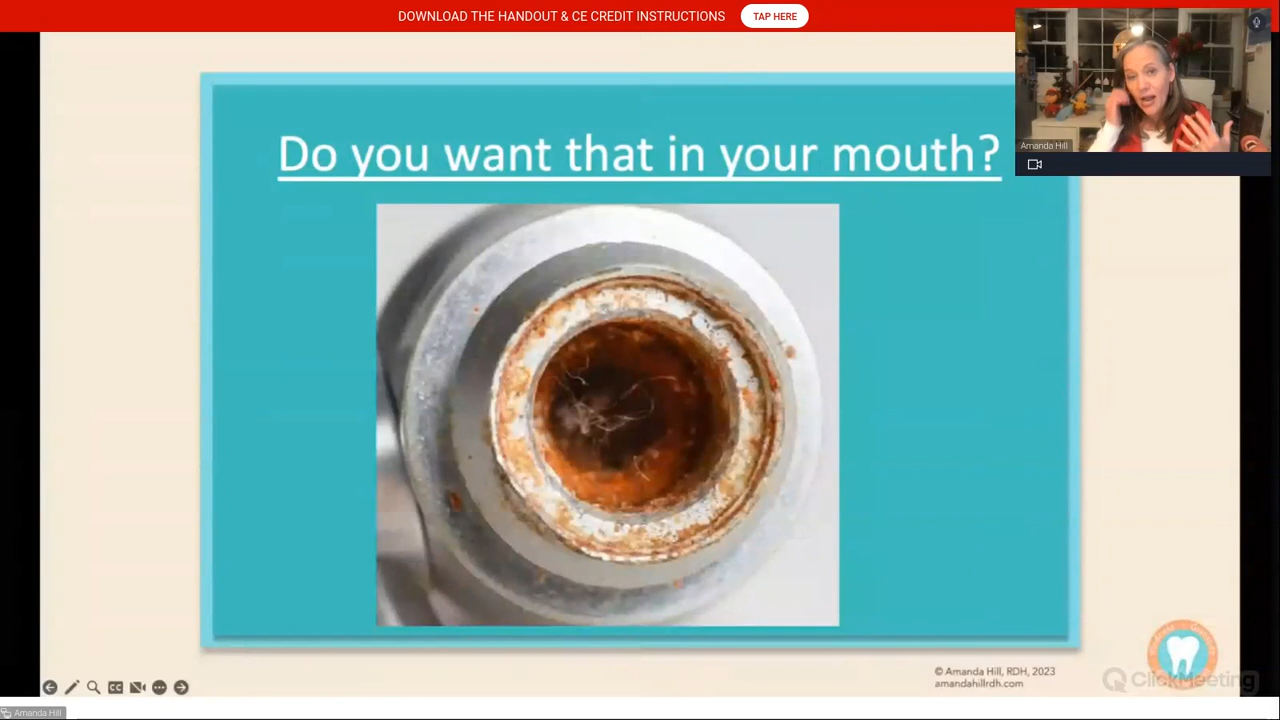 DOWNLOAD THE HANDOUT & CE CREDIT INSTRUCTIONS TAP HERE
Amanda Hill
Do you want that in your mouth?
© Amanda Hill, RDH, 2023
amandahillrdh.com
ClickMeeting
CC
Amanda Hill